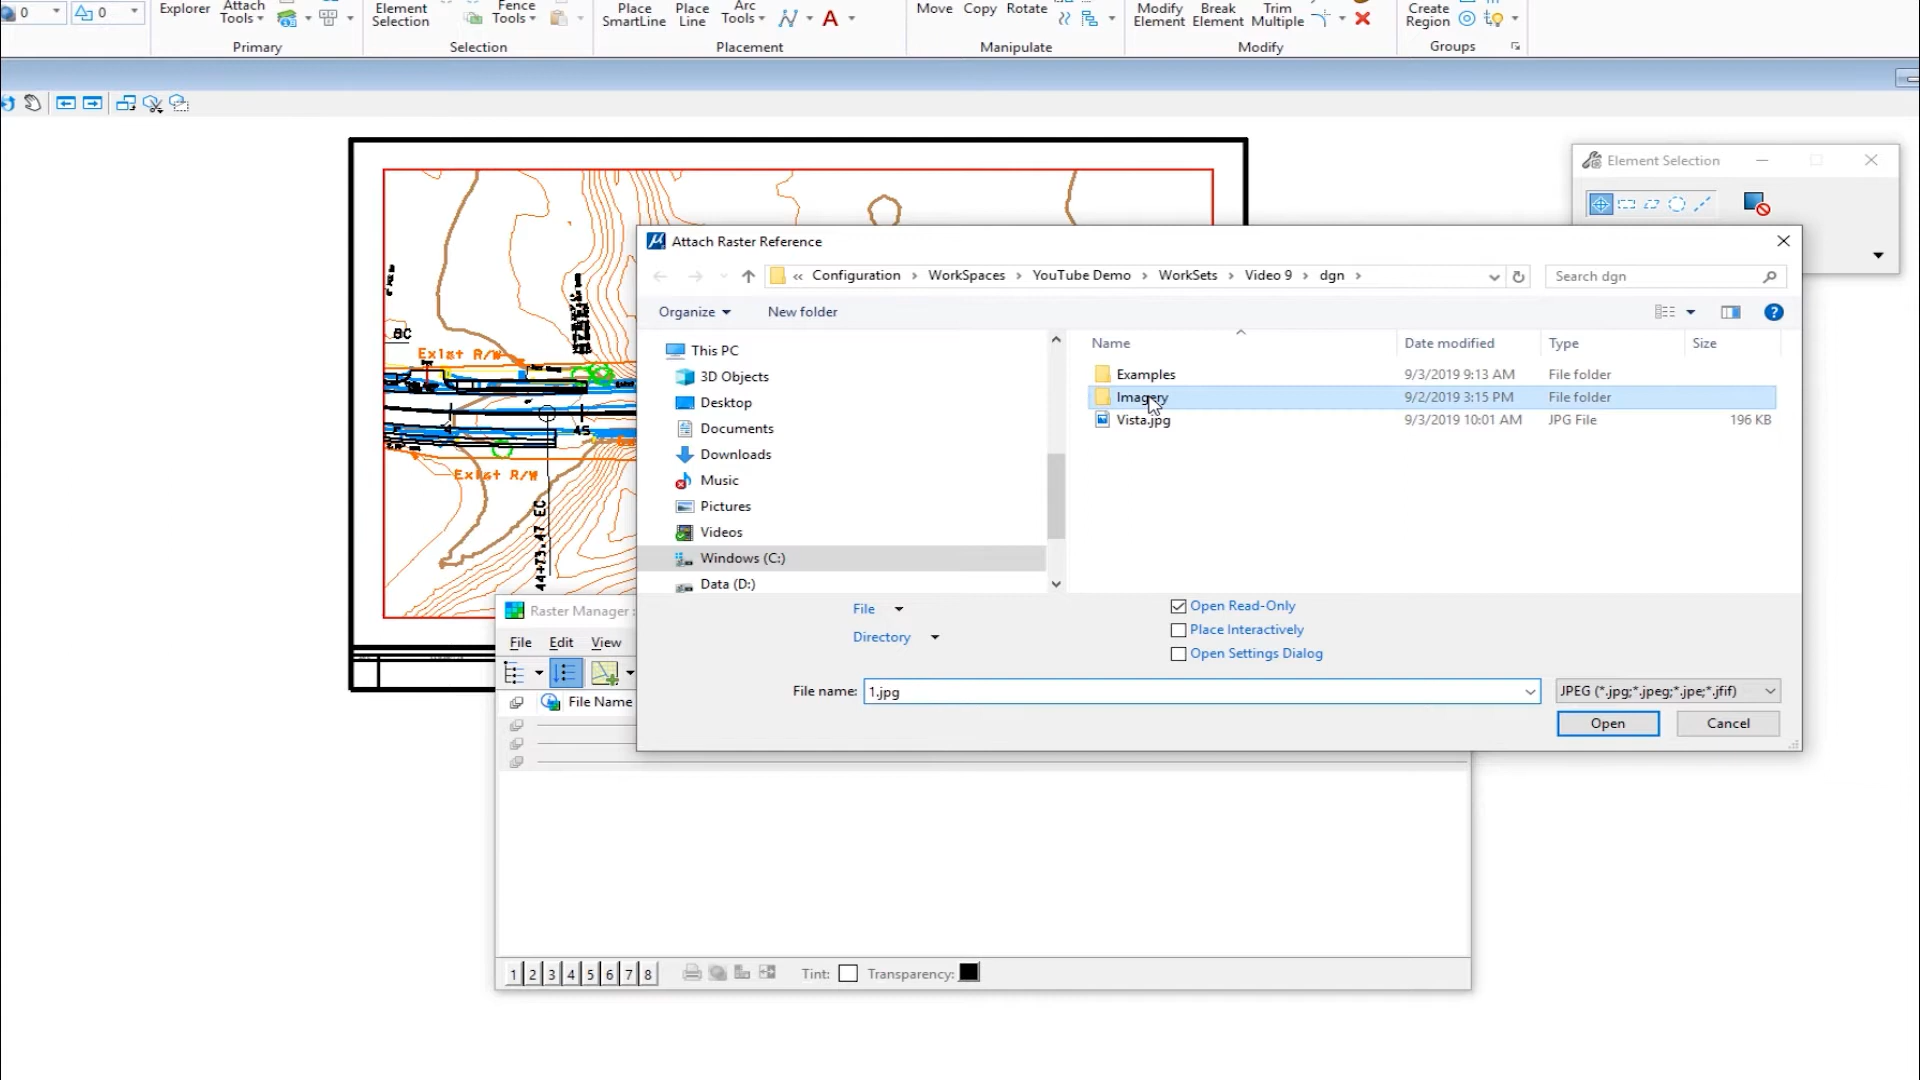 0 0 Explorer Attach Tools Element Selection Fence Tools Place SmartLine Place Line Arc Tools A Move Copy Rotate Modify Element Break Element Trim Multiple Create Region
Primary Selection Placement Manipulate Modify Groups
Element Selection
Attach Raster Reference
« Configuration > WorkSpaces > YouTube Demo > WorkSets > Video 9 > dgn > Search dgn
Organize New folder
Name Date modified Type Size
This PC
3D Objects
Desktop
Documents
Downloads
Music
Pictures
Videos
Windows (C:)
Data (D:)
Examples 9/3/2019 9:13 AM File folder
Imagery 9/2/2019 3:15 PM File folder
Vista.jpg 9/3/2019 10:01 AM JPG File 196 KB
File
Directory
Open Read-Only
Place Interactively
Open Settings Dialog
File name: 1.jpg JPEG (*.jpg;*.jpeg;*.jpe;*.jfif)
Open Cancel
BC
Exist R/W
45
Exist R/W
44+73.47 EC
Raster Manager :
File Edit View
File Name
1 2 3 4 5 6 7 8 Tint: Transparency: